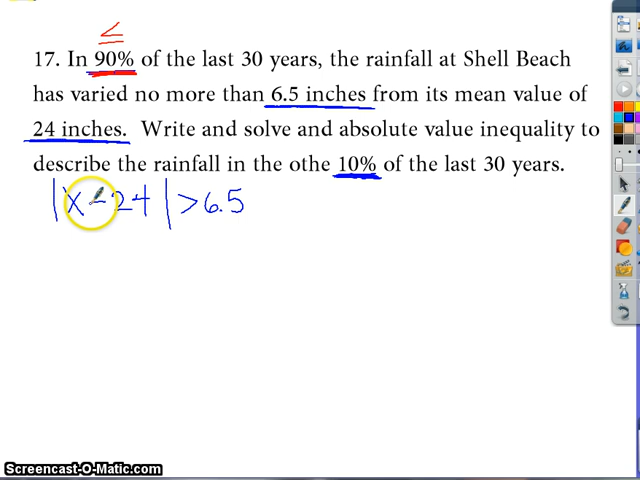 ≤
17. In 90% of the last 30 years, the rainfall at Shell Beach
has varied no more than 6.5 inches from its mean value of
24 inches. Write and solve and absolute value inequality to
describe the rainfall in the othe 10% of the last 30 years.
|x-24|>6.5
Screencast-O-Matic.com